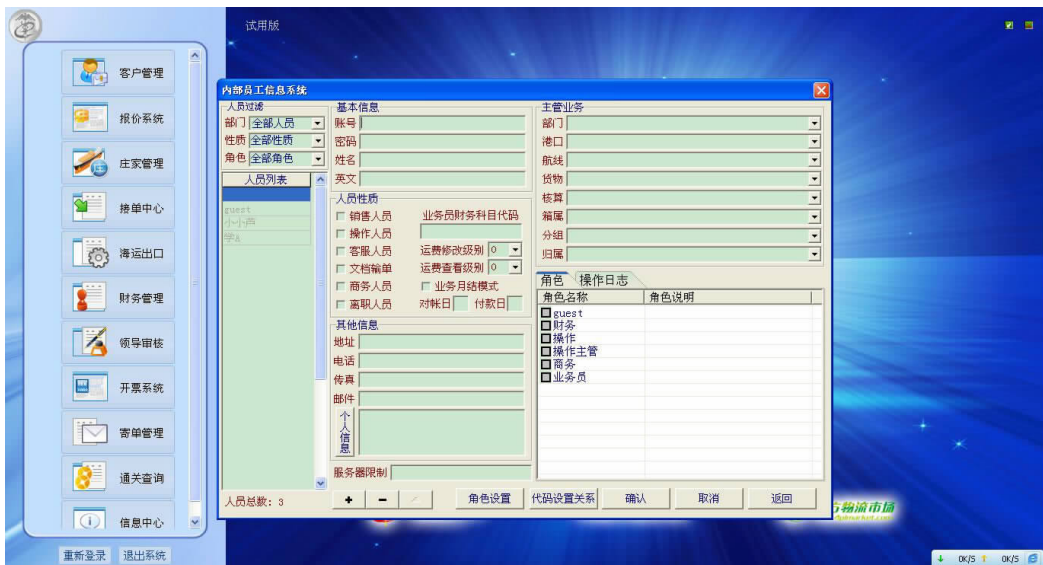 试用版
客户管理
报价系统
庄家管理
接单中心
海运出口
财务管理
领导审核
开票系统
寄单管理
通关查询
信息中心
重新登录 退出系统
内部员工信息系统
人员过滤
部门 全部人员
性质 全部性质
角色 全部角色
人员列表
guest
小小芦
学A
人员总数: 3
基本信息
账号
密码
姓名
英文
人员性质
销售人员 业务员财务科目代码
操作人员
客服人员 运费修改级别 0
文档输单 运费查看级别 0
商务人员 业务月结模式
离职人员 对帐日 付款日
其他信息
地址
电话
传真
邮件
个人信息
服务器限制
主管业务
部门
港口
航线
货物
核算
箱属
分组
归属
角色 操作日志
角色名称 角色说明
guest
财务
操作
操作主管
商务
业务员
+ - 角色设置 代码设置关系 确认 取消 返回
物流市场
0K/S 0K/S